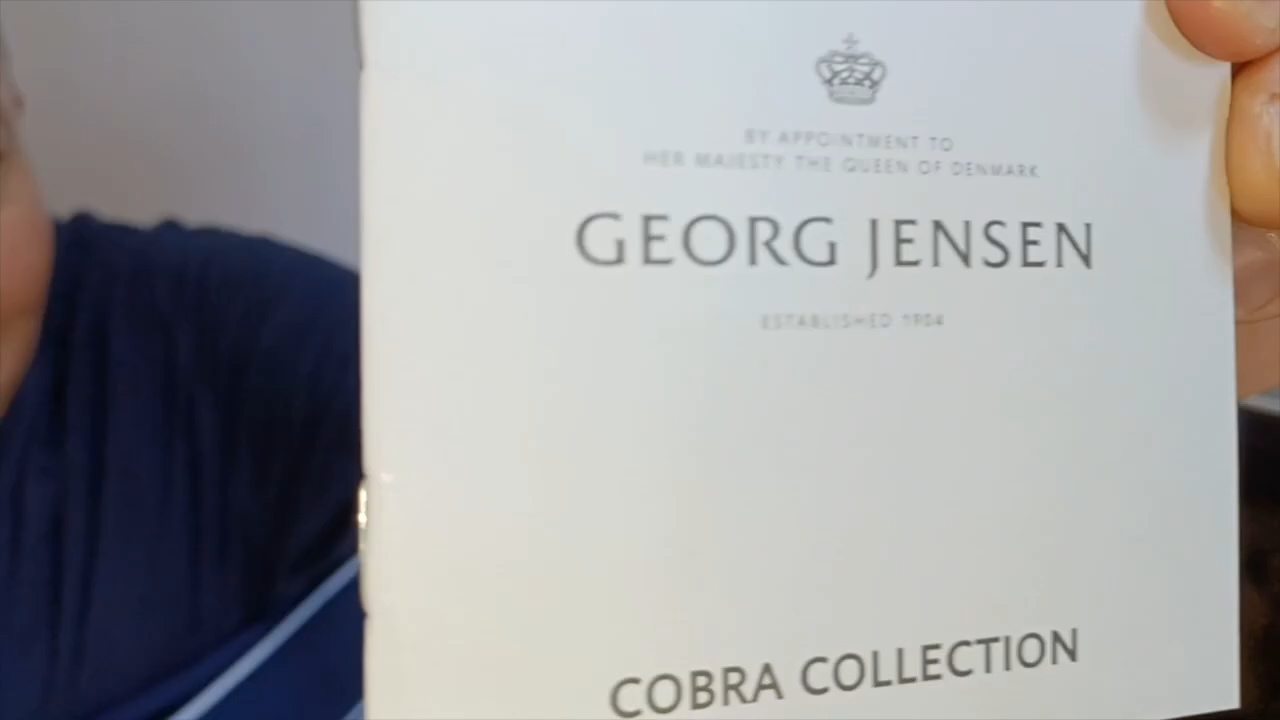 BY APPOINTMENT TO
HER MAJESTY THE QUEEN OF DENMARK
GEORG JENSEN
ESTABLISHED 1904
COBRA COLLECTION